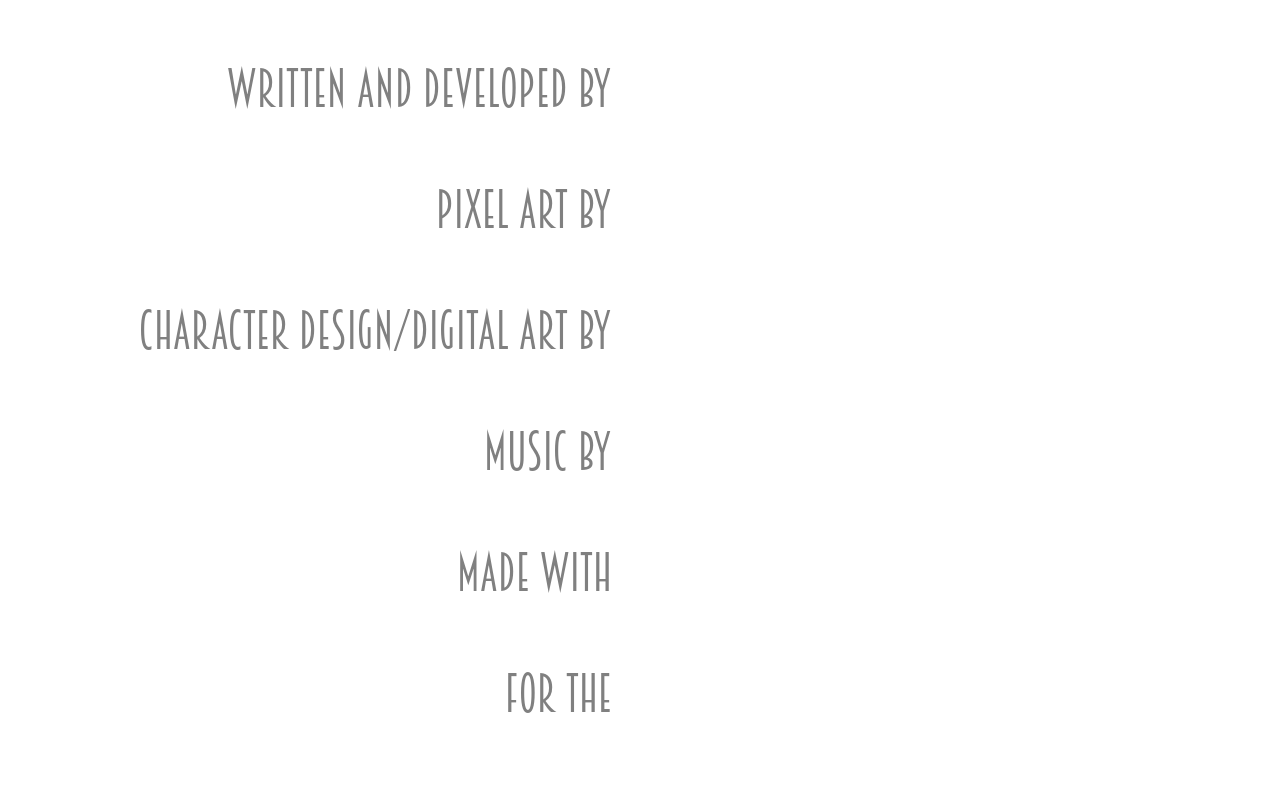 WRITTEN AND DEVELOPED BY
PIXEL ART BY
CHARACTER DESIGN/DIGITAL ART BY
MUSIC BY
MADE WITH
FOR THE